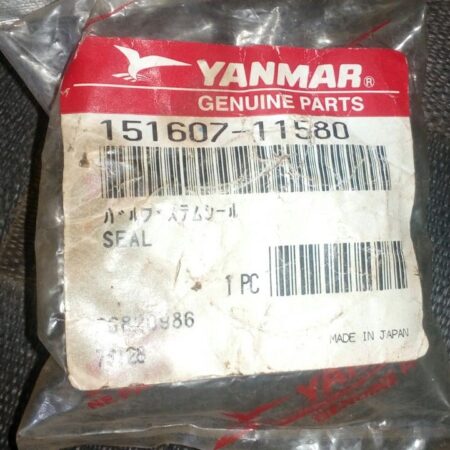 YANMAR®
GENUINE PARTS
151607-11580
バルブステムシール
SEAL
1 PC
MADE IN JAPAN